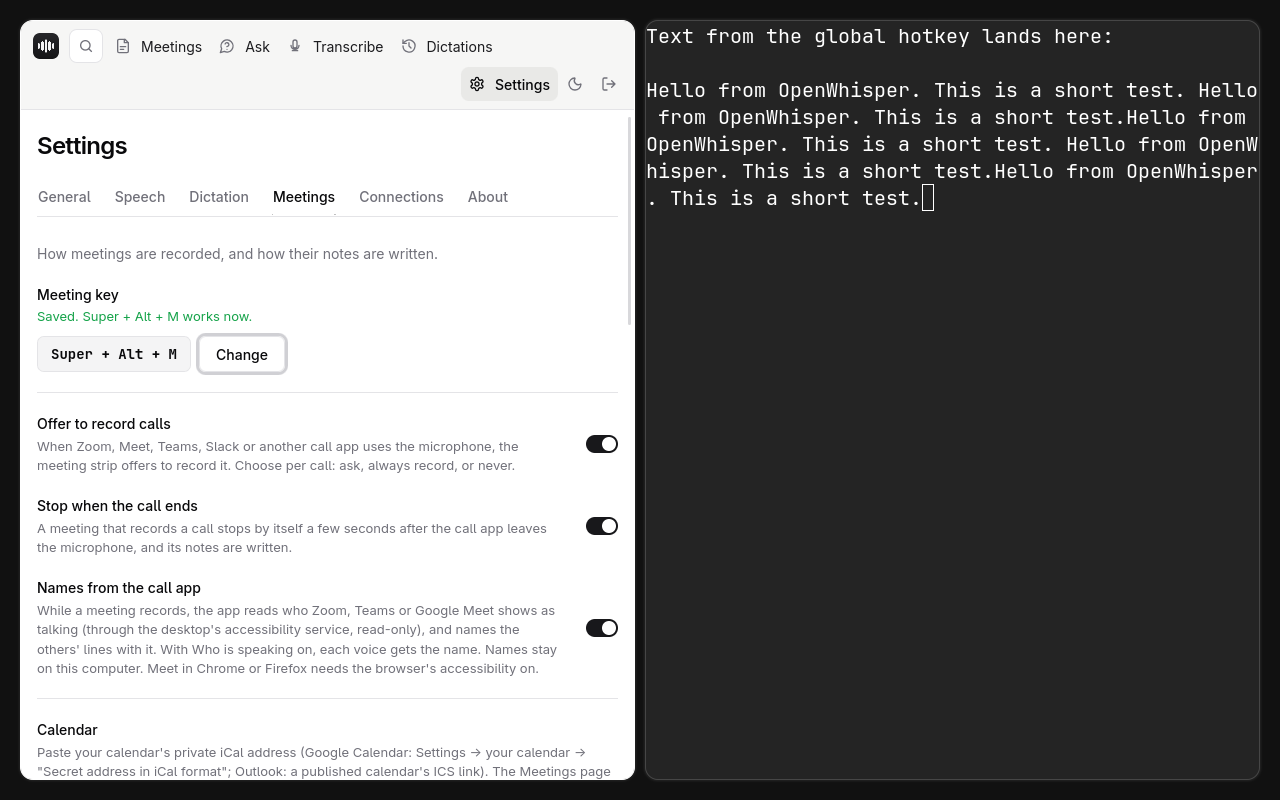 Meetings
Ask
Transcribe
Dictations
Settings
Settings
General
Speech
Dictation
Meetings
Connections
About
How meetings are recorded, and how their notes are written.
Meeting key
Saved. Super + Alt + M works now.
Super + Alt + M
Change
Offer to record calls
When Zoom, Meet, Teams, Slack or another call app uses the microphone, the
meeting strip offers to record it. Choose per call: ask, always record, or never.
Stop when the call ends
A meeting that records a call stops by itself a few seconds after the call app leaves
the microphone, and its notes are written.
Names from the call app
While a meeting records, the app reads who Zoom, Teams or Google Meet shows as
talking (through the desktop's accessibility service, read-only), and names the
others' lines with it. With Who is speaking on, each voice gets the name. Names stay
on this computer. Meet in Chrome or Firefox needs the browser's accessibility on.
Calendar
Paste your calendar's private iCal address (Google Calendar: Settings → your calendar →
"Secret address in iCal format"; Outlook: a published calendar's ICS link). The Meetings page
Text from the global hotkey lands here:
Hello from OpenWhisper. This is a short test. Hello
from OpenWhisper. This is a short test.Hello from
OpenWhisper. This is a short test. Hello from OpenW
hisper. This is a short test.Hello from OpenWhisper
. This is a short test.